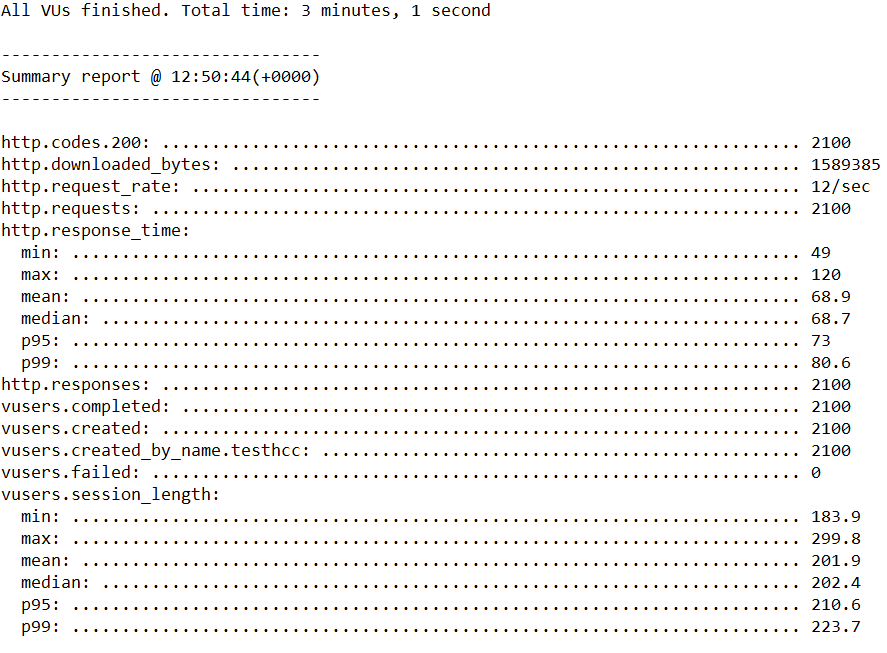 All VUs finished. Total time: 3 minutes, 1 second
--------------------------------
Summary report @ 12:50:44(+0000)
--------------------------------
http.codes.200: ................................................................ 2100
http.downloaded_bytes: ......................................................... 1589385
http.request_rate: ............................................................. 12/sec
http.requests: ................................................................. 2100
http.response_time:
  min: ......................................................................... 49
  max: ......................................................................... 120
  mean: ........................................................................ 68.9
  median: ...................................................................... 68.7
  p95: ......................................................................... 73
  p99: ......................................................................... 80.6
http.responses: ................................................................ 2100
vusers.completed: .............................................................. 2100
vusers.created: ................................................................ 2100
vusers.created_by_name.testhcc: ................................................ 2100
vusers.failed: ................................................................. 0
vusers.session_length:
  min: ......................................................................... 183.9
  max: ......................................................................... 299.8
  mean: ........................................................................ 201.9
  median: ...................................................................... 202.4
  p95: ......................................................................... 210.6
  p99: ......................................................................... 223.7